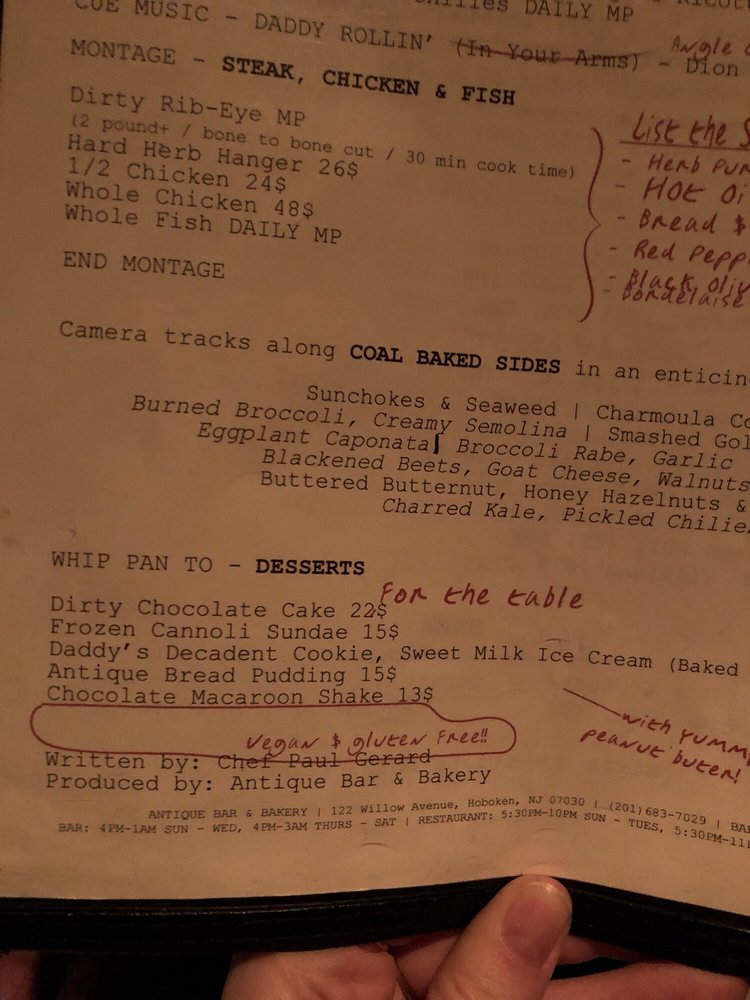 DAILY MP
CUE MUSIC - DADDY ROLLIN' (In Your Arms) - Dion
MONTAGE - STEAK, CHICKEN & FISH
Dirty Rib-Eye MP
(2 pound+ / bone to bone cut / 30 min cook time)
Hard Herb Hanger 26$
1/2 Chicken 24$
Whole Chicken 48$
Whole Fish DAILY MP
List the
- Herb
- Hot
- Bread $
- Red
- Black
- Bordelaise
END MONTAGE
Camera tracks along COAL BAKED SIDES in an
Sunchokes & Seaweed | Charmoula
Burned Broccoli, Creamy Semolina | Smashed
Eggplant Caponata| Broccoli Rabe, Garlic
Blackened Beets, Goat Cheese, Walnuts
Buttered Butternut, Honey Hazelnuts &
Charred Kale, Pickled
WHIP PAN TO - DESSERTS
For the table
Dirty Chocolate Cake 22$
Frozen Cannoli Sundae 15$
Daddy's Decadent Cookie, Sweet Milk Ice Cream (Baked
Antique Bread Pudding 15$
Chocolate Macaroon Shake 13$
with
peanut buter!
vegan $ gluten free!!
Written by: Chef Paul Gerard
Produced by: Antique Bar & Bakery
ANTIQUE BAR & BAKERY | 122 Willow Avenue, Hoboken, NJ 07030 | (201)683-7029 |
BAR: 4PM-1AM SUN - WED, 4PM-3AM THURS - SAT | RESTAURANT: 5:30PM-10PM SUN - TUES,